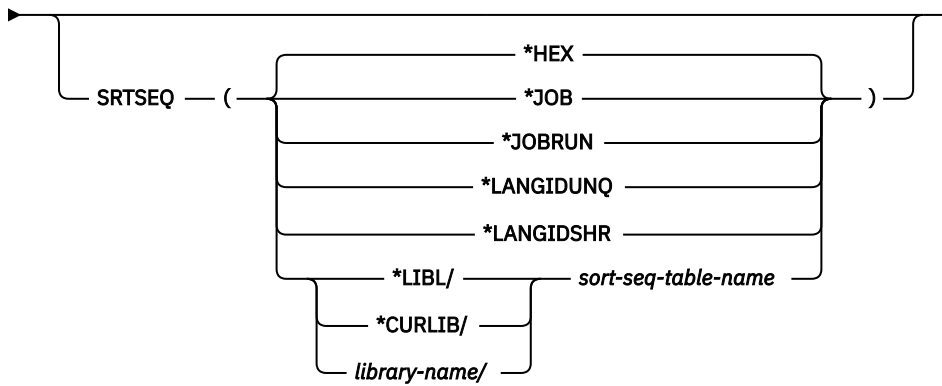 *HEX
SRTSEQ ( *JOB )
*JOBRUN
*LANGIDUNQ
*LANGIDSHR
*LIBL/ sort-seq-table-name
*CURLIB/
library-name/